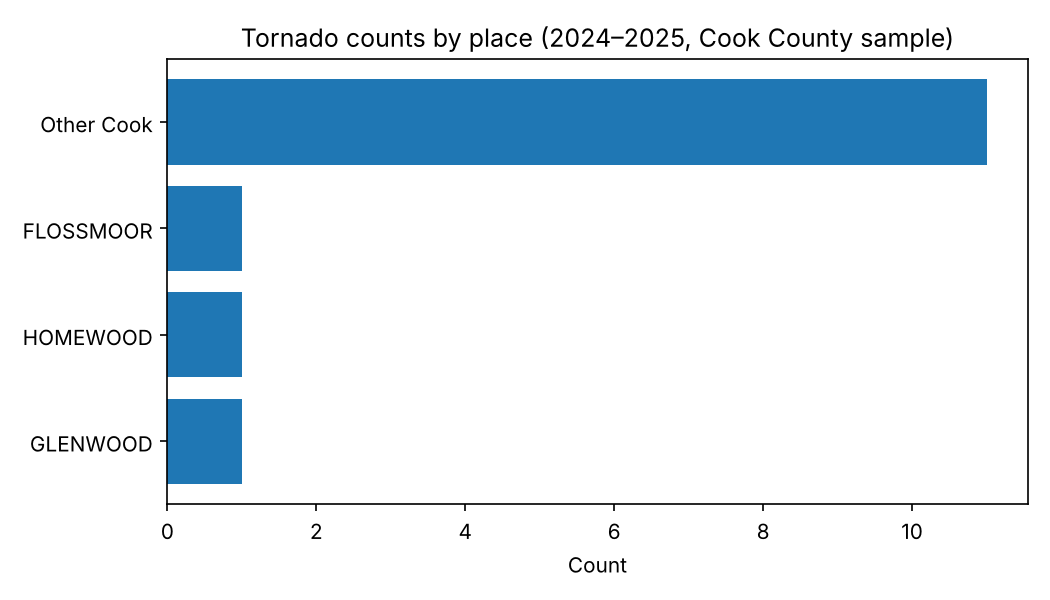 Tornado counts by place (2024–2025, Cook County sample)
Other Cook
FLOSSMOOR
HOMEWOOD
GLENWOOD
0 2 4 6 8 10
Count